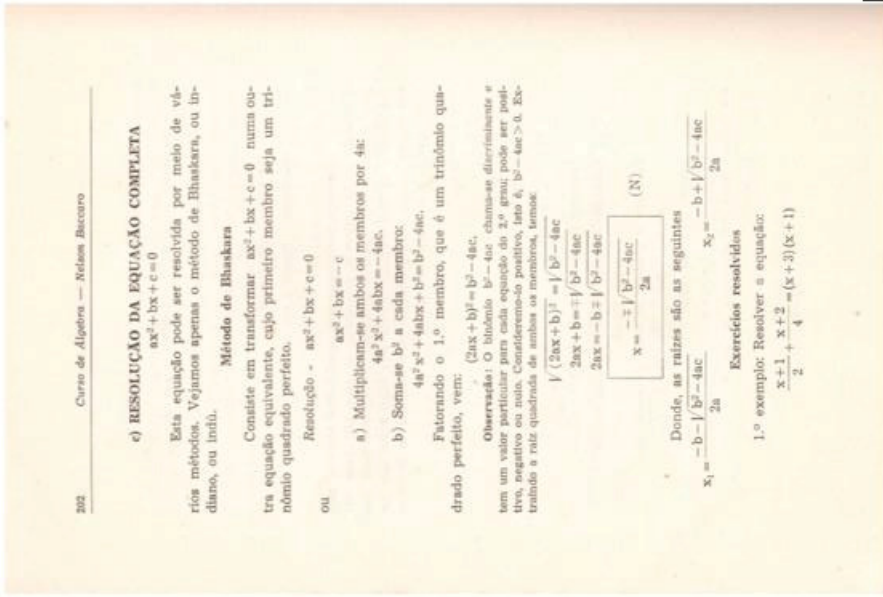 202 Curso de Álgebra — Nelson Baccaro
c) RESOLUÇÃO DA EQUAÇÃO COMPLETA
ax²+bx+c=0
Esta equação pode ser resolvida por meio de vá-
rios métodos. Vejamos apenas o método de Bhaskara, ou in-
diano, ou indú.
Método de Bhaskara
Consiste em transformar ax²+bx+c=0 numa ou-
tra equação equivalente, cujo primeiro membro seja um tri-
nômio quadrado perfeito.
Resolução - ax²+bx+c=0
ou
ax²+bx=-c
a) Multiplicam-se ambos os membros por 4a:
4a²x²+4abx=-4ac.
b) Soma-se b² a cada membro:
4a²x²+4abx+b²=b²-4ac.
Fatorando o 1.º membro, que é um trinômio qua-
drado perfeito, vem:
(2ax+b)²=b²-4ac.
Observação: O binômio b²-4ac chama-se discriminante e
tem um valor particular para cada equação do 2.º grau; pode ser posi-
tivo, negativo ou nulo. Consideremo-lo positivo, isto é, b²-4ac>0. Ex-
traindo a raiz quadrada de ambos os membros, temos:
√(2ax+b)² = √b²-4ac
2ax+b=∓√b²-4ac
2ax=-b∓√b²-4ac
x = -∓√b²-4ac / 2a (N)
Donde, as raízes são as seguintes
x₁ = -b-√b²-4ac / 2a x₂ = -b+√b²-4ac / 2a
Exercícios resolvidos
1.º exemplo: Resolver a equação:
x+1 / 2 + x+2 / 4 = (x+3)(x+1)